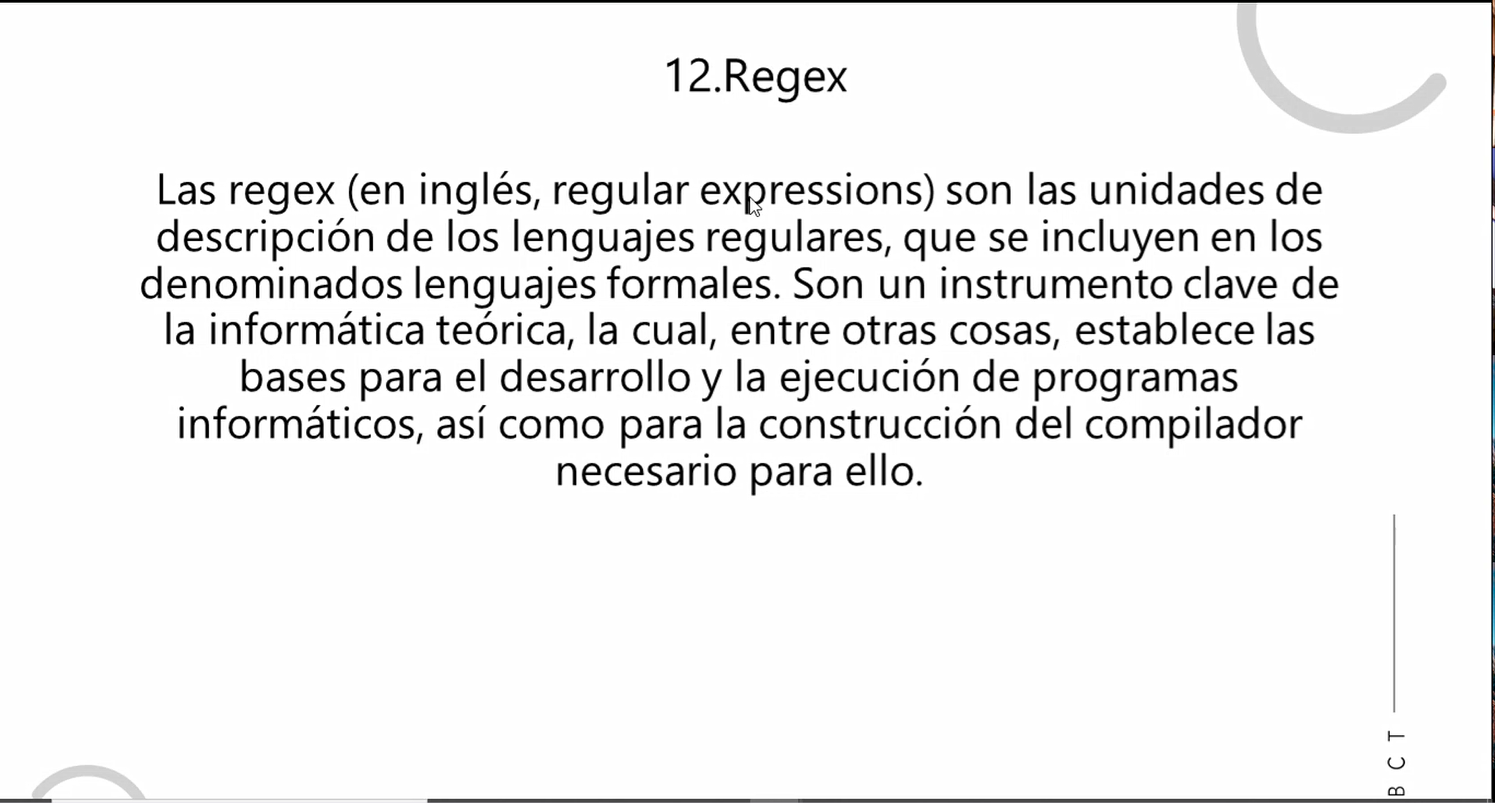 12.Regex
Las regex (en inglés, regular expressions) son las unidades de
descripción de los lenguajes regulares, que se incluyen en los
denominados lenguajes formales. Son un instrumento clave de
la informática teórica, la cual, entre otras cosas, establece las
bases para el desarrollo y la ejecución de programas
informáticos, así como para la construcción del compilador
necesario para ello.
B C T